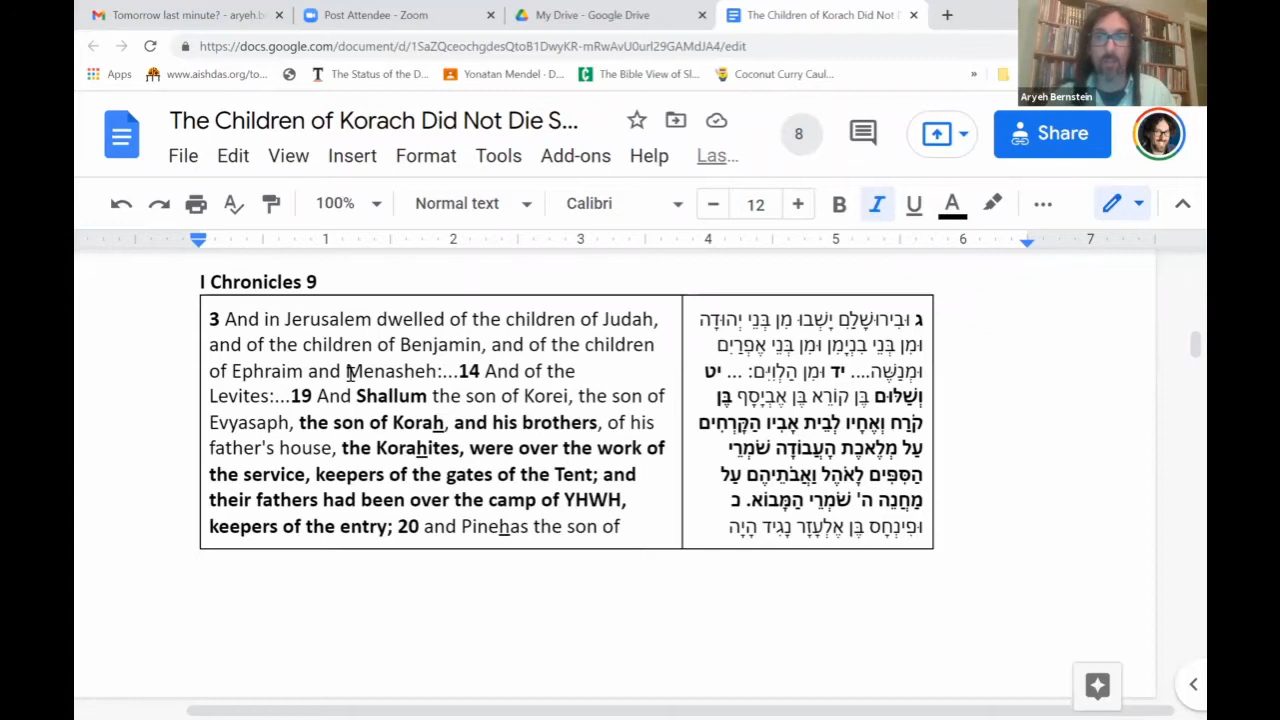 Tomorrow last minute? - aryeh.b
Post Attendee - Zoom
My Drive - Google Drive
The Children of Korach Did Not D
https://docs.google.com/document/d/1SaZQceochgdesQtoB1DwyKR-mRwAvU0url29GAMdJA4/edit
Apps
www.aishdas.org/to...
The Status of the D...
Yonatan Mendel - D...
The Bible View of Sl...
Coconut Curry Caul...
»
Aryeh Bernstein
The Children of Korach Did Not Die S...
8
Share
File Edit View Insert Format Tools Add-ons Help Las...
100% Normal text Calibri 12 B I U A
1 2 3 4 5 6 7
I Chronicles 9
3 And in Jerusalem dwelled of the children of Judah,
and of the children of Benjamin, and of the children
of Ephraim and Menasheh:...14 And of the
Levites:...19 And Shallum the son of Korei, the son of
Evyasaph, the son of Korah, and his brothers, of his
father's house, the Korahites, were over the work of
the service, keepers of the gates of the Tent; and
their fathers had been over the camp of YHWH,
keepers of the entry; 20 and Pinehas the son of
ג וּבִירוּשָׁלִַם יָשְׁבוּ מִן בְּנֵי יְהוּדָה
וּמִן בְּנֵי בִנְיָמִן וּמִן בְּנֵי אֶפְרַיִם
וּמְנַשֶּׁה.... יד וּמִן הַלְוִיִּם: ... יט
וְשַׁלּוּם בֶּן קוֹרֵא בֶּן אֶבְיָסָף בֶּן
קֹרַח וְאֶחָיו לְבֵית אָבִיו הַקָּרְחִים
עַל מְלֶאכֶת הָעֲבוֹדָה שֹׁמְרֵי
הַסִּפִּים לָאֹהֶל וַאֲבֹתֵיהֶם עַל
מַחֲנֵה ה' שֹׁמְרֵי הַמָּבוֹא. כ
וּפִינְחָס בֶּן אֶלְעָזָר נָגִיד הָיָה